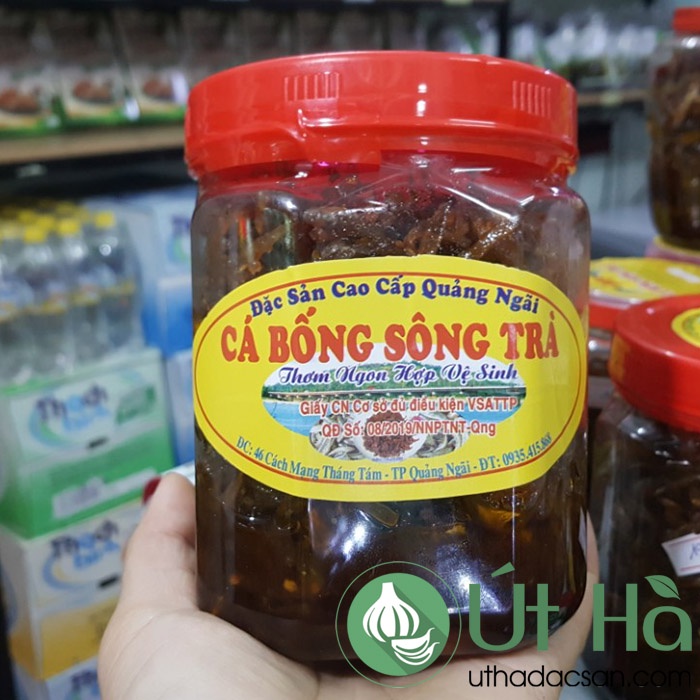 Đặc Sản Cao Cấp Quảng Ngãi
CÁ BỐNG SÔNG TRÀ
Thơm Ngon Hợp Vệ Sinh
Giấy CN.Cơ sở đủ điều kiện VSATTP
QĐ Số: 08/2019/NNPTNT-Qng
ĐC: 46 Cách Mạng Tháng Tám - TP Quảng Ngãi - ĐT: 0935.415.868
Thạch
Thạch
Út Hà
uthadacsan.com